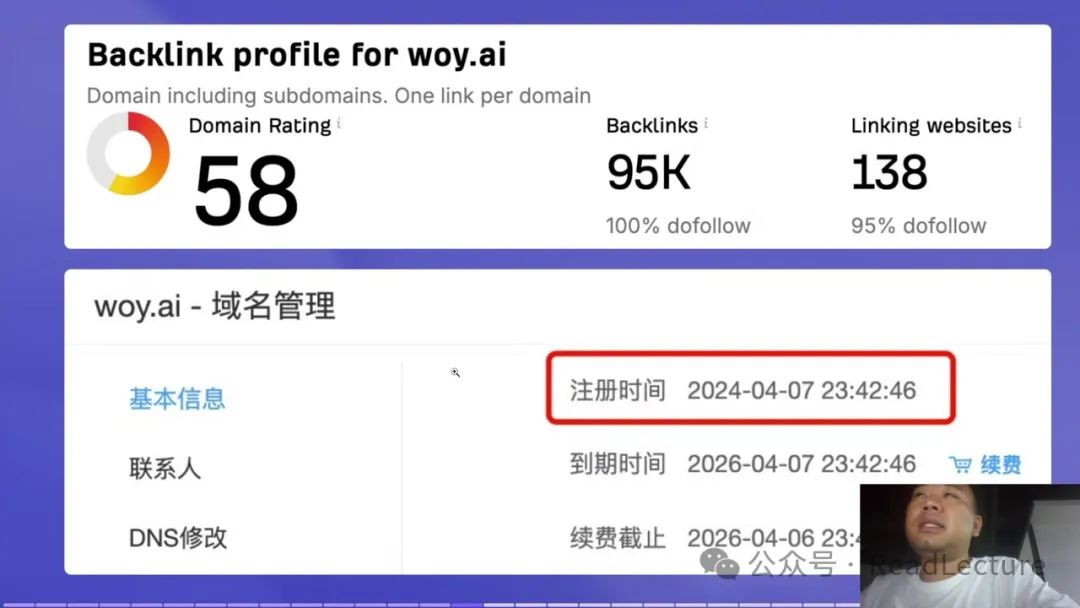 Backlink profile for woy.ai
Domain including subdomains. One link per domain
Domain Rating i
58
Backlinks i
95K
100% dofollow
Linking websites i
138
95% dofollow
woy.ai - 域名管理
基本信息
联系人
DNS修改
注册时间 2024-04-07 23:42:46
到期时间 2026-04-07 23:42:46 续费
续费截止 2026-04-06 23:4
公众号 · ReadLecture